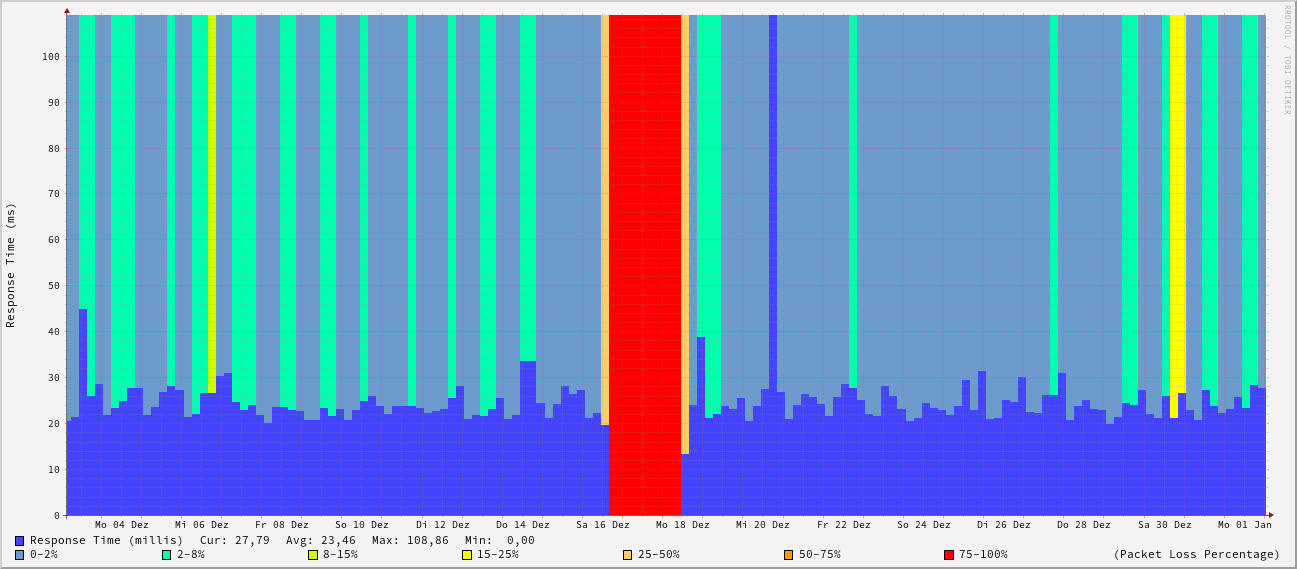 RRDTOOL / TOBI OETIKER
Response Time (ms)
100
90
80
70
60
50
40
30
20
10
0
Mo 04 Dez Mi 06 Dez Fr 08 Dez So 10 Dez Di 12 Dez Do 14 Dez Sa 16 Dez Mo 18 Dez Mi 20 Dez Fr 22 Dez So 24 Dez Di 26 Dez Do 28 Dez Sa 30 Dez Mo 01 Jan
Response Time (millis) Cur: 27,79 Avg: 23,46 Max: 108,86 Min: 0,00
0-2% 2-8% 8-15% 15-25% 25-50% 50-75% 75-100% (Packet Loss Percentage)